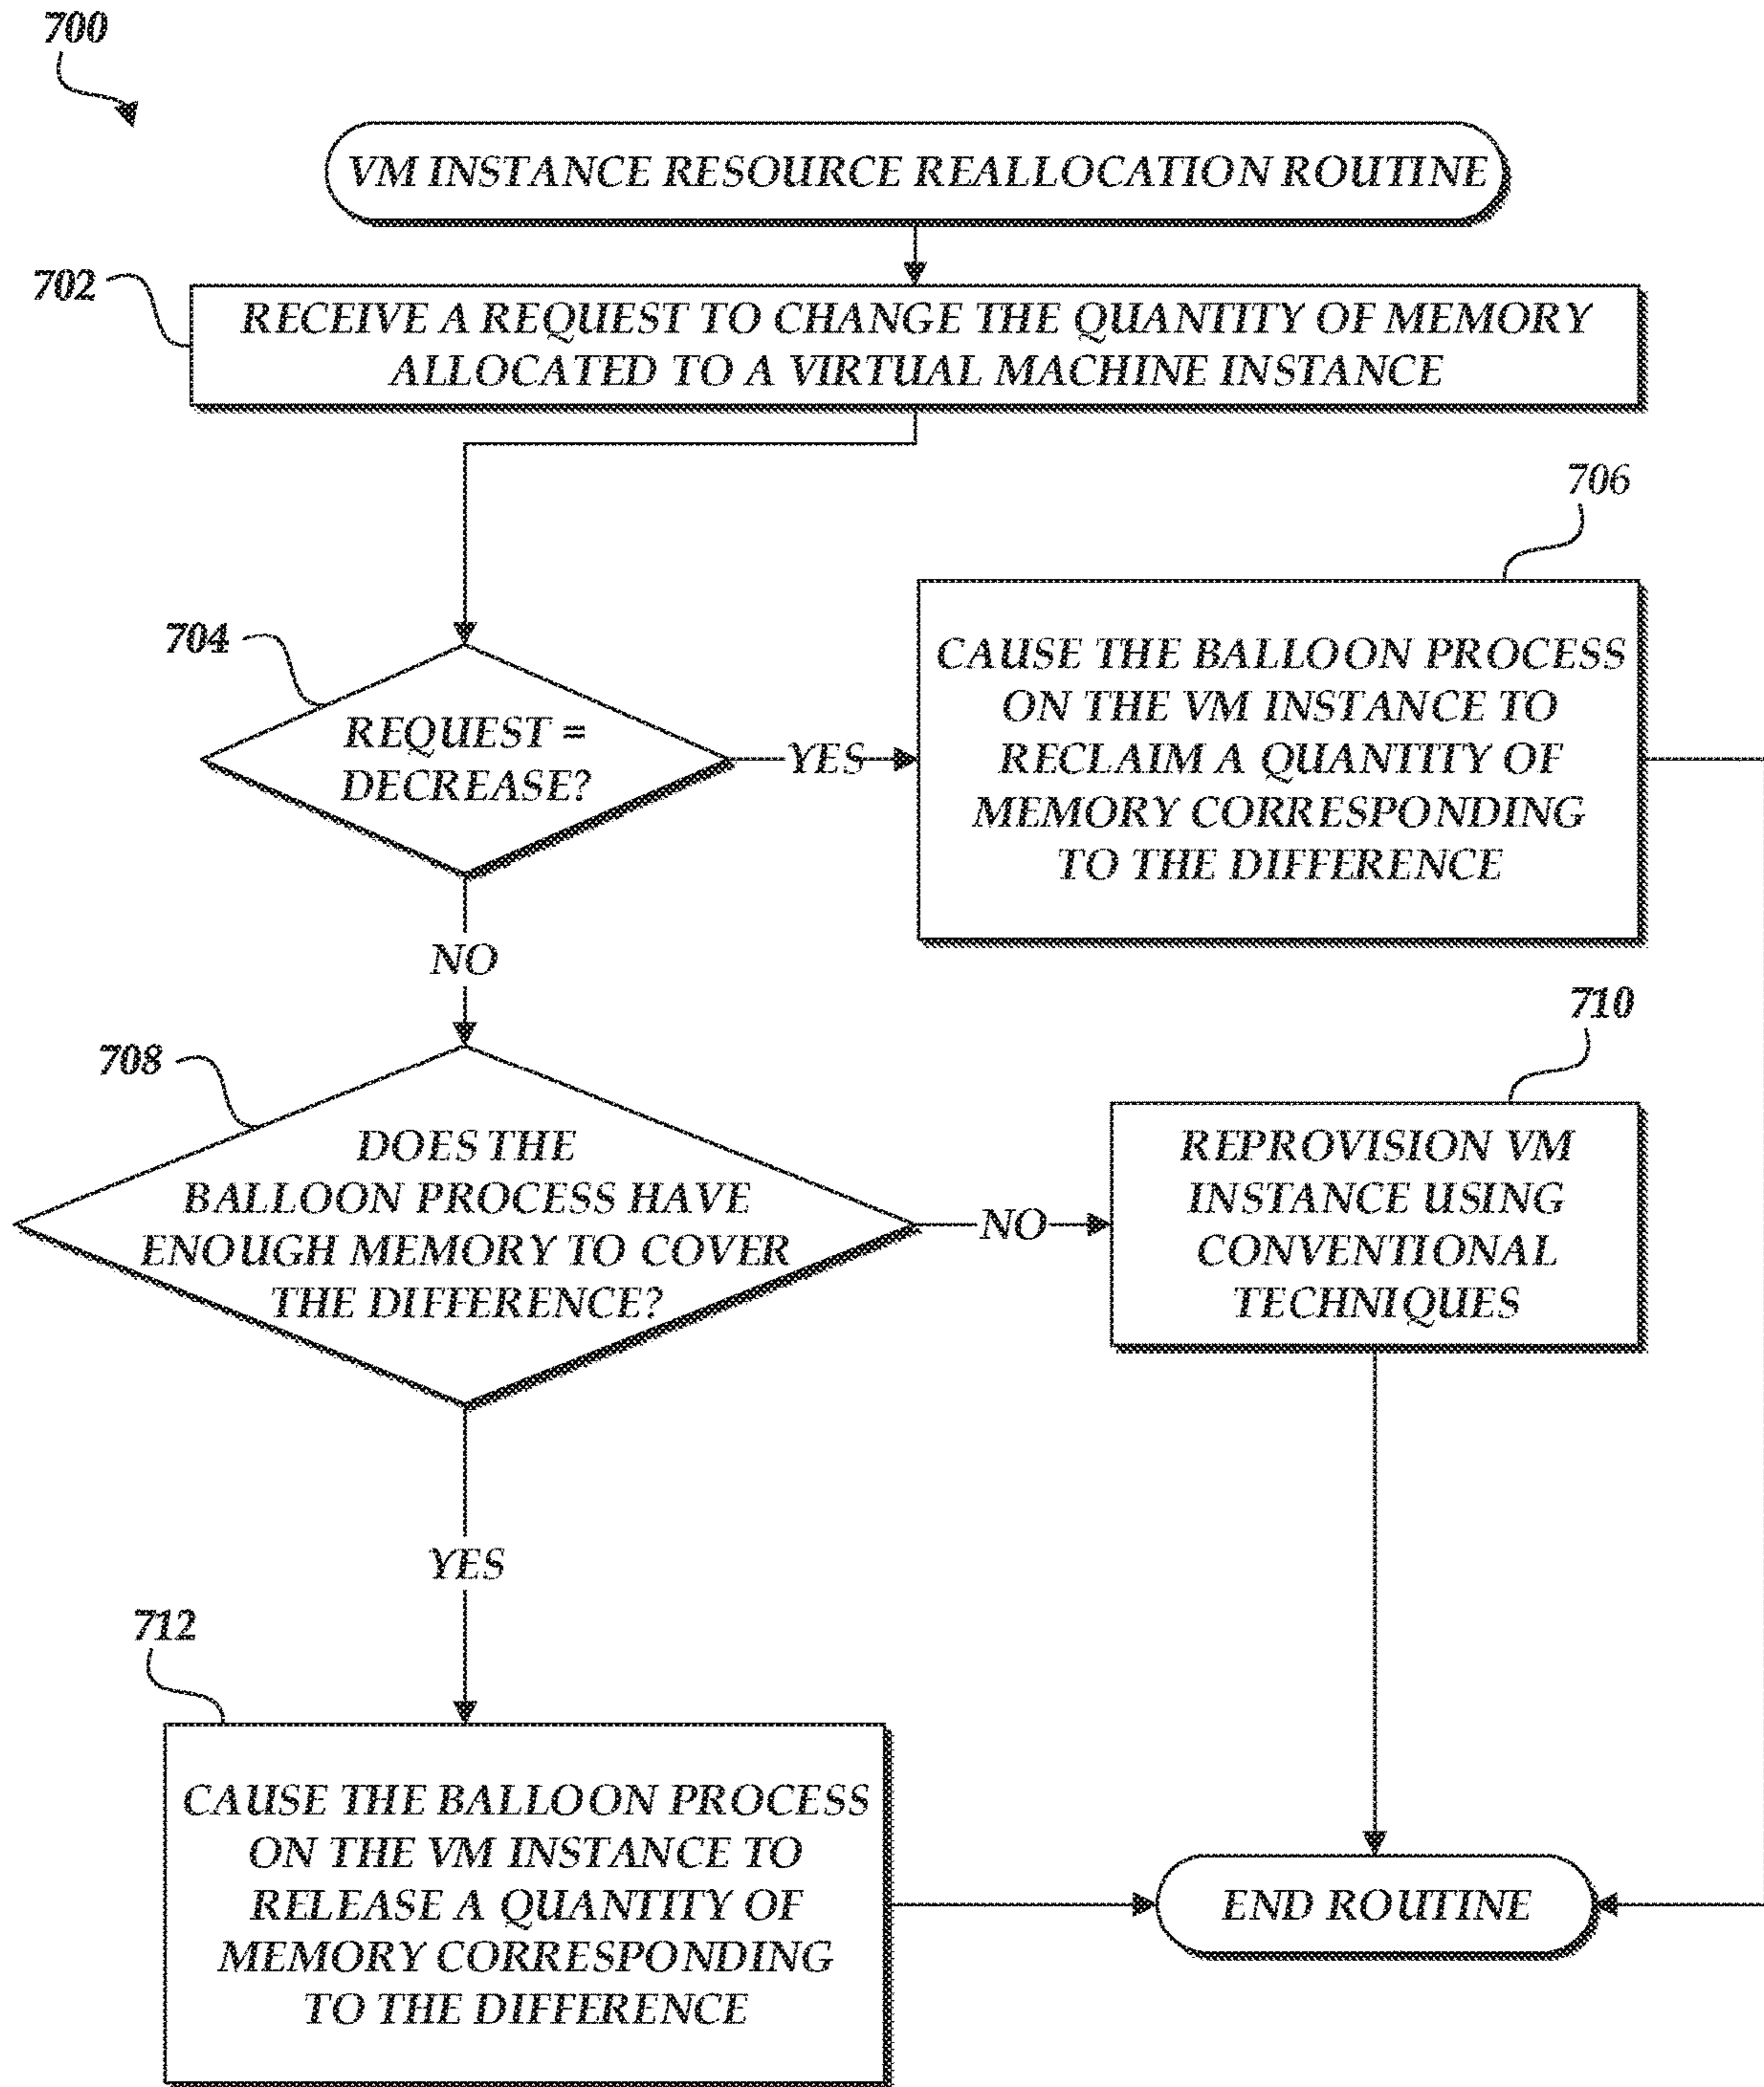 700
VM INSTANCE RESOURCE REALLOCATION ROUTINE
702
RECEIVE A REQUEST TO CHANGE THE QUANTITY OF MEMORY
ALLOCATED TO A VIRTUAL MACHINE INSTANCE
704
REQUEST =
DECREASE?
YES
706
CAUSE THE BALLOON PROCESS
ON THE VM INSTANCE TO
RECLAIM A QUANTITY OF
MEMORY CORRESPONDING
TO THE DIFFERENCE
NO
708
DOES THE
BALLOON PROCESS HAVE
ENOUGH MEMORY TO COVER
THE DIFFERENCE?
NO
710
REPROVISION VM
INSTANCE USING
CONVENTIONAL
TECHNIQUES
YES
712
CAUSE THE BALLOON PROCESS
ON THE VM INSTANCE TO
RELEASE A QUANTITY OF
MEMORY CORRESPONDING
TO THE DIFFERENCE
END ROUTINE